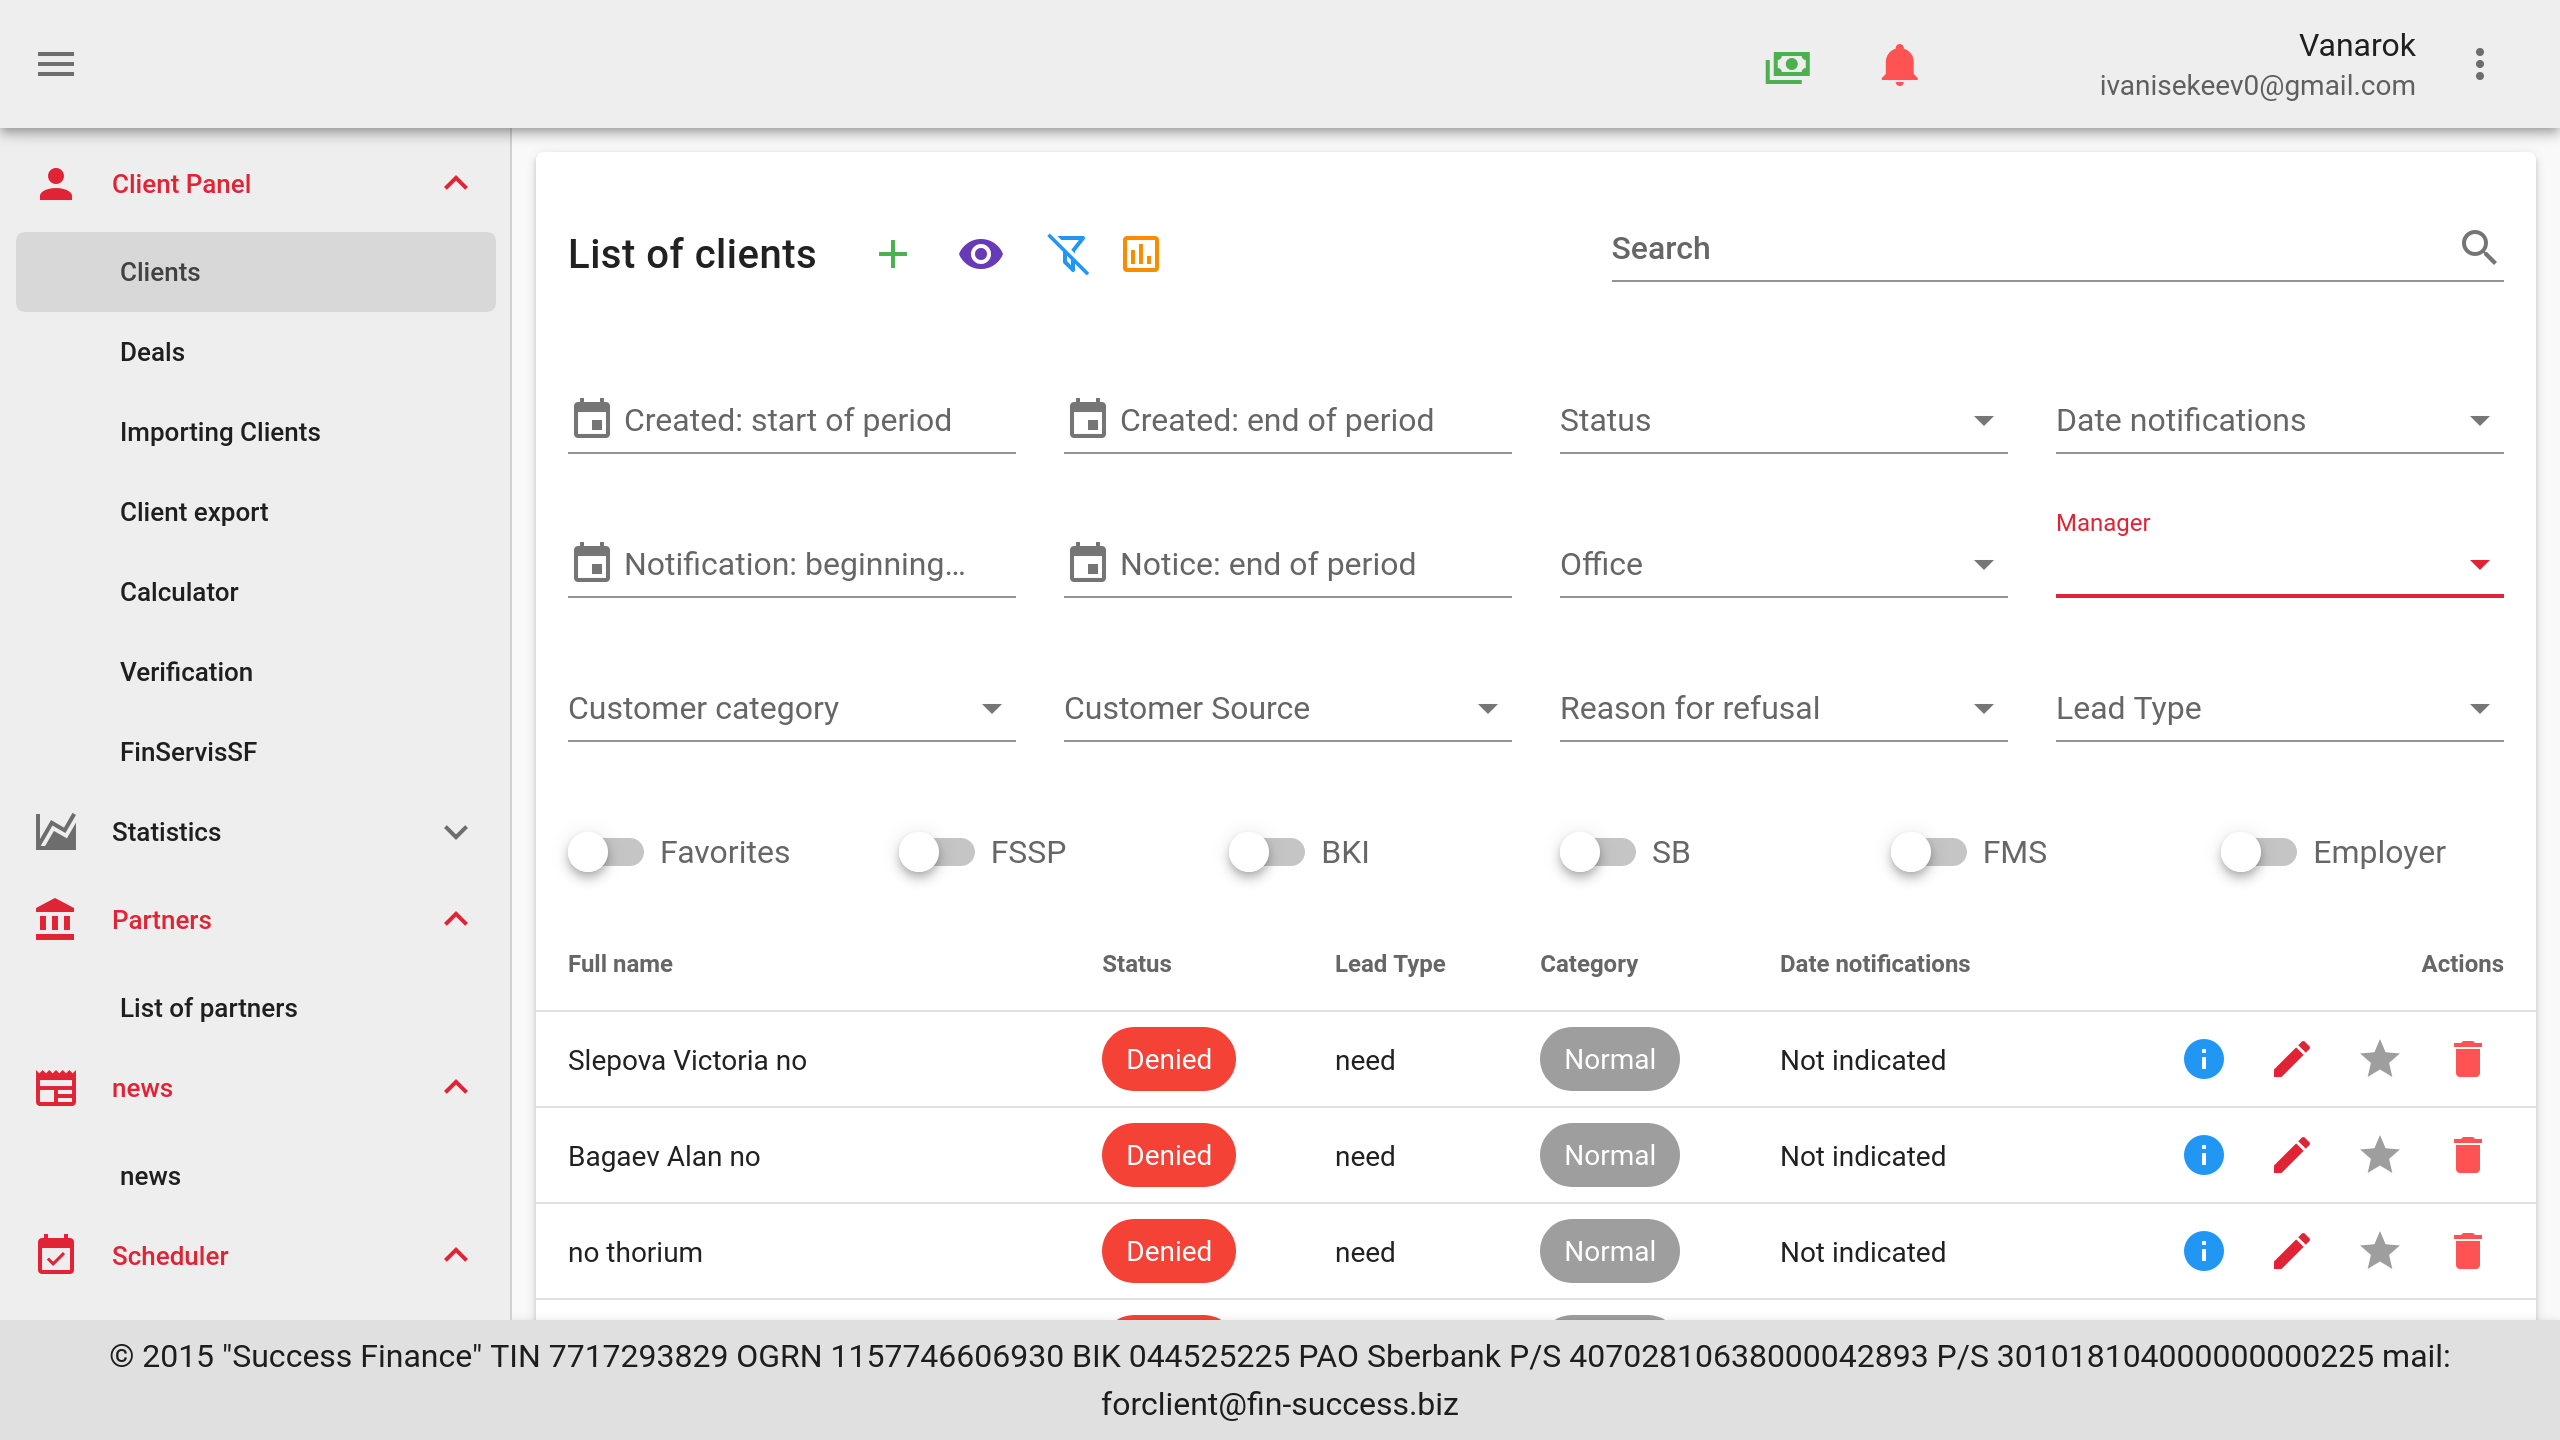 Vanarok
ivanisekeev0@gmail.com
Client Panel
Clients
Deals
Importing Clients
Client export
Calculator
Verification
FinServisSF
Statistics
Partners
List of partners
news
news
Scheduler
List of clients
Search
Created: start of period
Created: end of period
Status
Date notifications
Notification: beginning...
Notice: end of period
Office
Manager
Customer category
Customer Source
Reason for refusal
Lead Type
Favorites
FSSP
BKI
SB
FMS
Employer
Full name Status Lead Type Category Date notifications Actions
Slepova Victoria no Denied need Normal Not indicated
Bagaev Alan no Denied need Normal Not indicated
no thorium Denied need Normal Not indicated
© 2015 "Success Finance" TIN 7717293829 OGRN 1157746606930 BIK 044525225 PAO Sberbank P/S 40702810638000042893 P/S 301018104000000000225 mail:
forclient@fin-success.biz